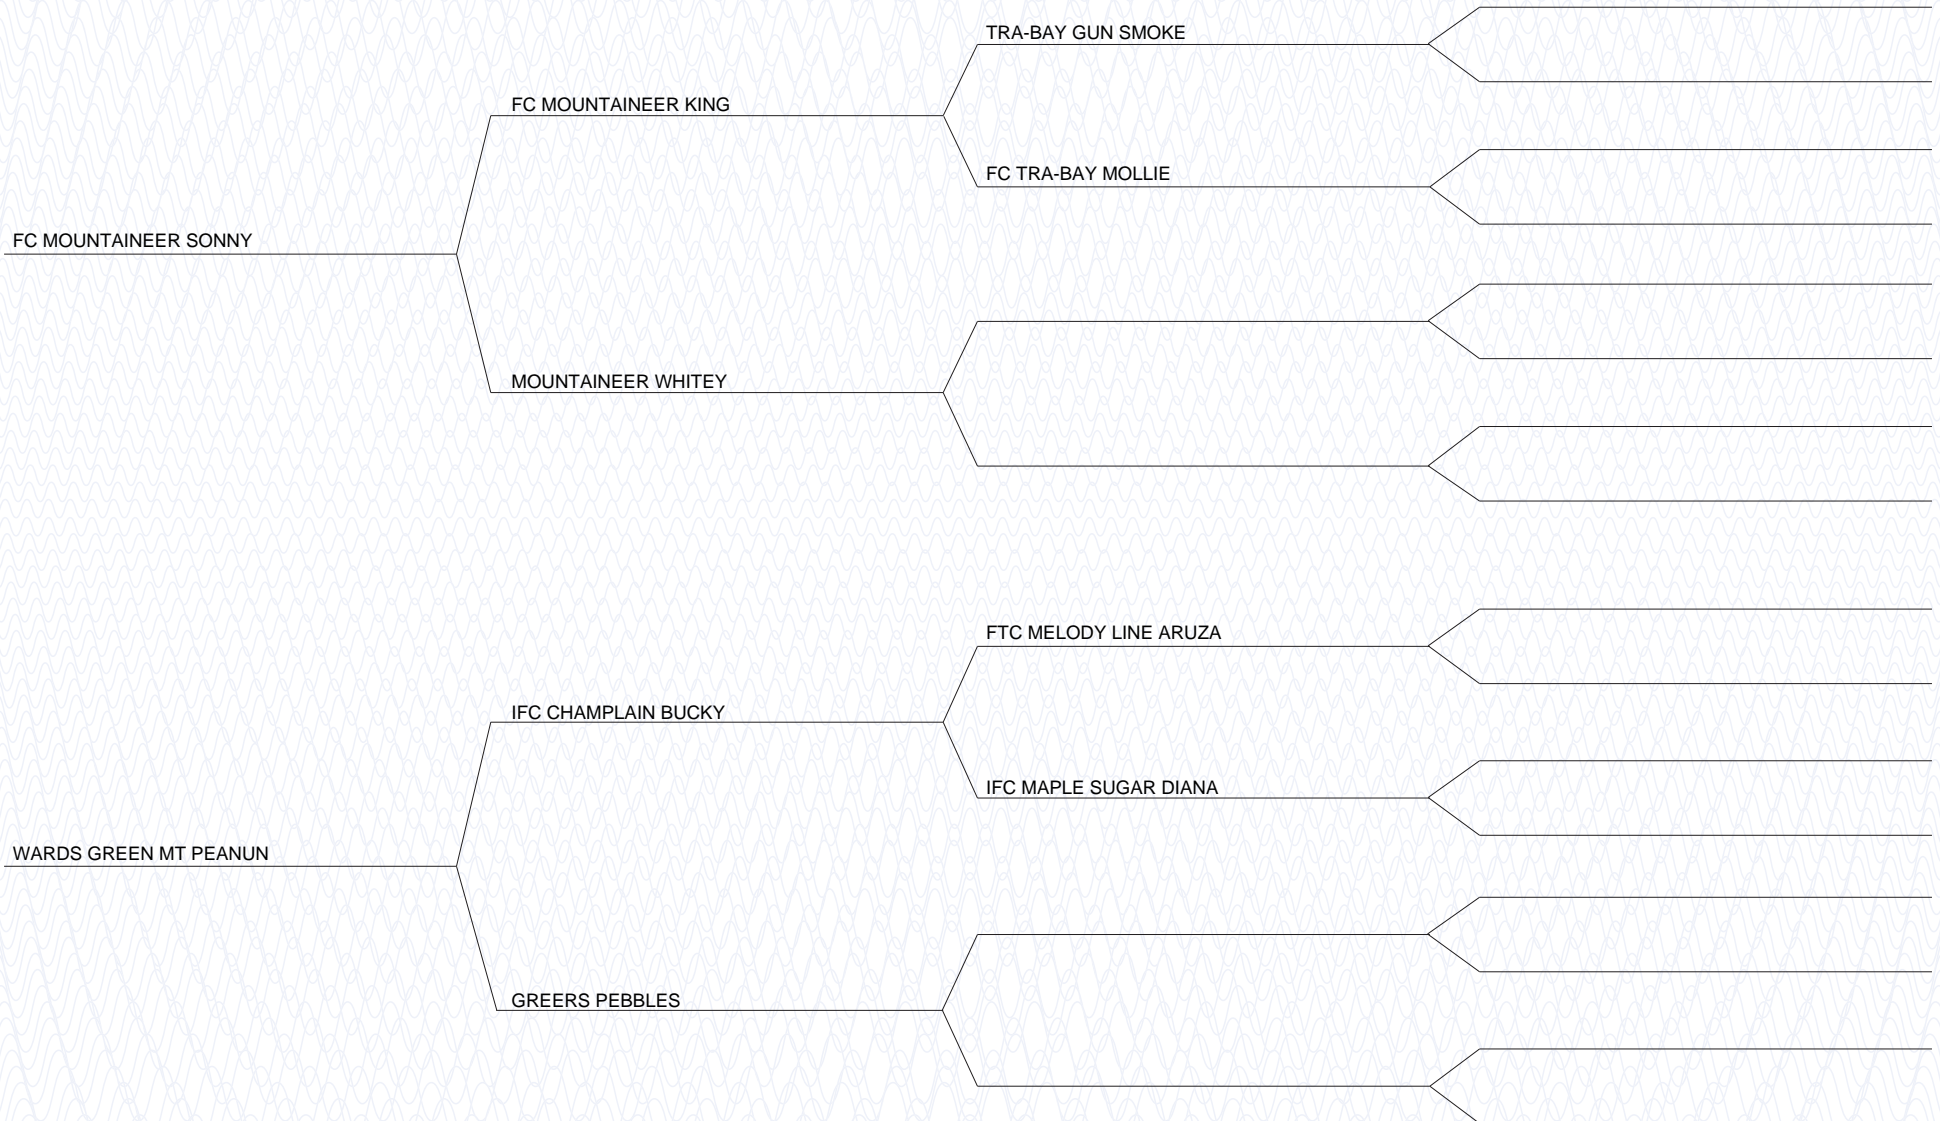 TRA-BAY GUN SMOKE
FC MOUNTAINEER KING
FC TRA-BAY MOLLIE
FC MOUNTAINEER SONNY
MOUNTAINEER WHITEY
FTC MELODY LINE ARUZA
IFC CHAMPLAIN BUCKY
IFC MAPLE SUGAR DIANA
WARDS GREEN MT PEANUN
GREERS PEBBLES